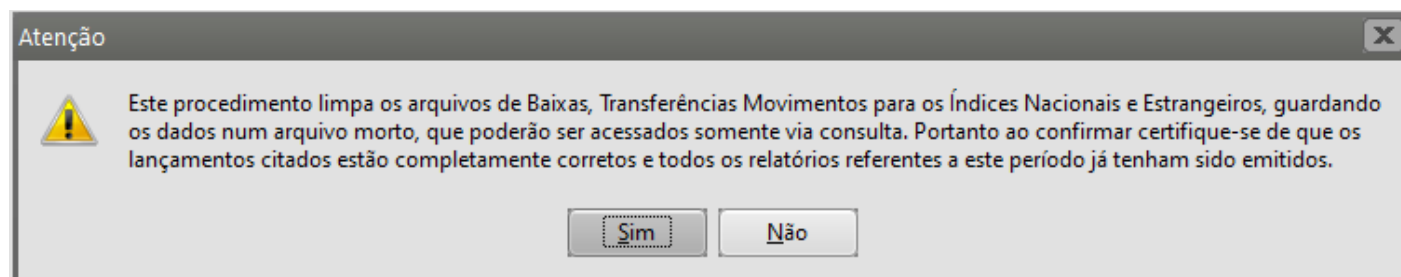 Atenção
Este procedimento limpa os arquivos de Baixas, Transferências Movimentos para os Índices Nacionais e Estrangeiros, guardando
os dados num arquivo morto, que poderão ser acessados somente via consulta. Portanto ao confirmar certifique-se de que os
lançamentos citados estão completamente corretos e todos os relatórios referentes a este período já tenham sido emitidos.
Sim Não